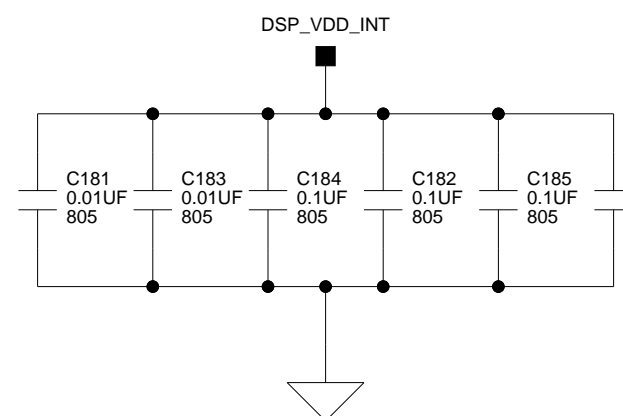 DSP_VDD_INT
C181
0.01UF
805
C183
0.01UF
805
C184
0.1UF
805
C182
0.1UF
805
C185
0.1UF
805